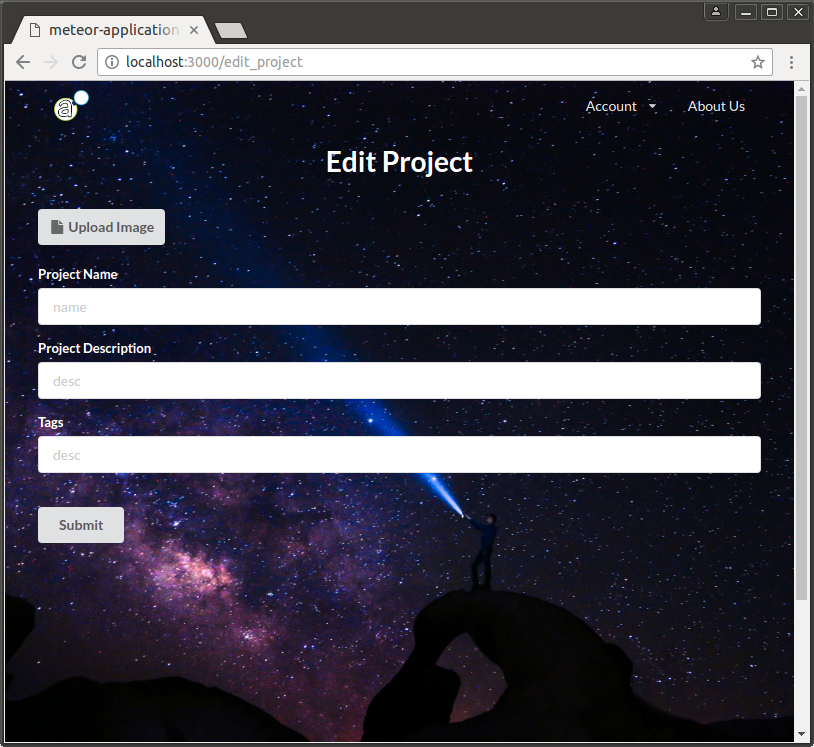 meteor-application
localhost:3000/edit_project
a
Account
About Us
Edit Project
Upload Image
Project Name
name
Project Description
desc
Tags
desc
Submit